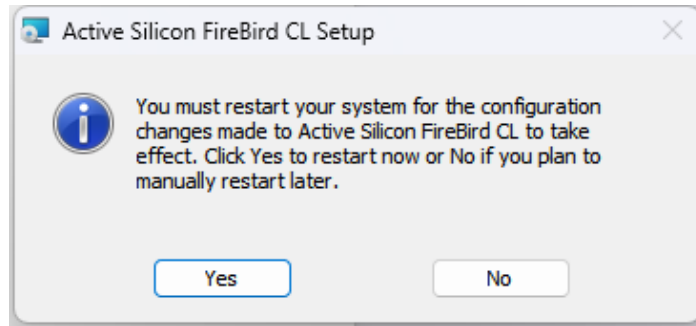 Active Silicon FireBird CL Setup
You must restart your system for the configuration
changes made to Active Silicon FireBird CL to take
effect. Click Yes to restart now or No if you plan to
manually restart later.
Yes
No